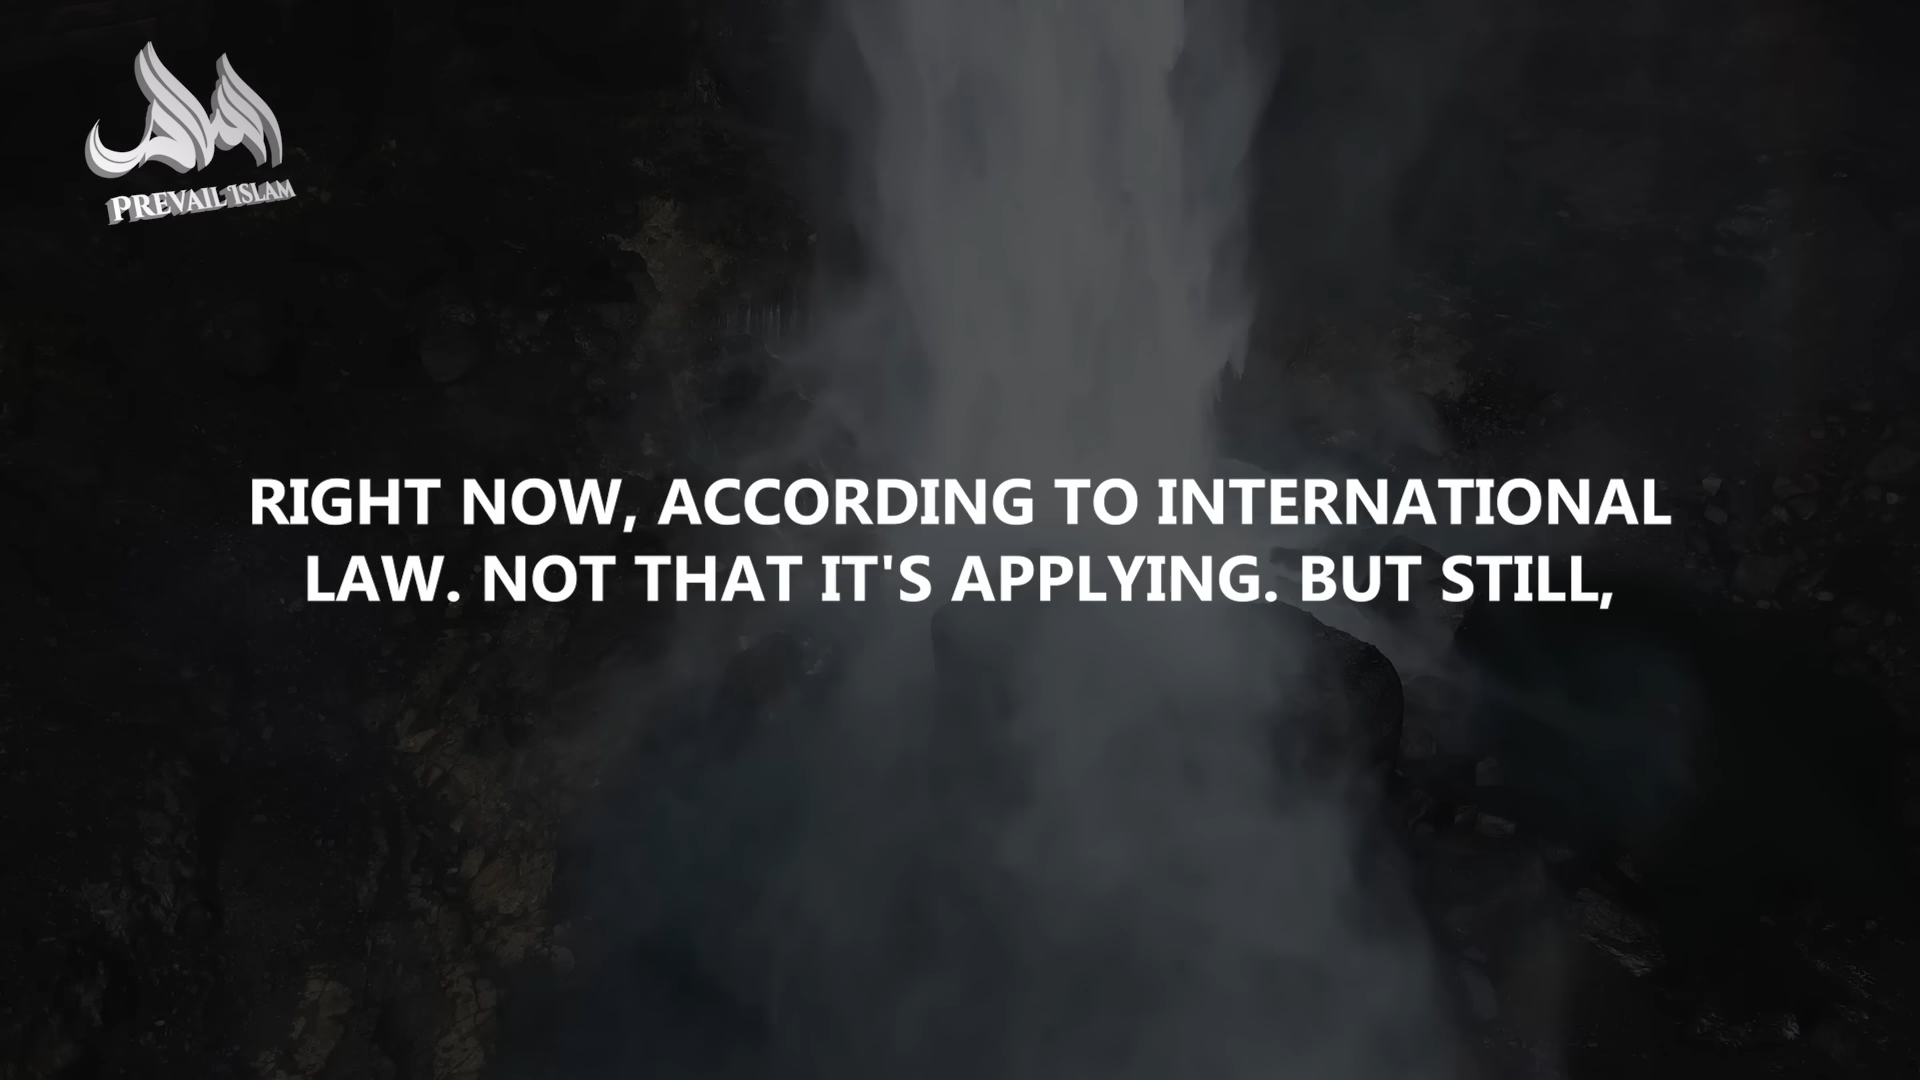 PREVAIL ISLAM
RIGHT NOW, ACCORDING TO INTERNATIONAL
LAW. NOT THAT IT'S APPLYING. BUT STILL,